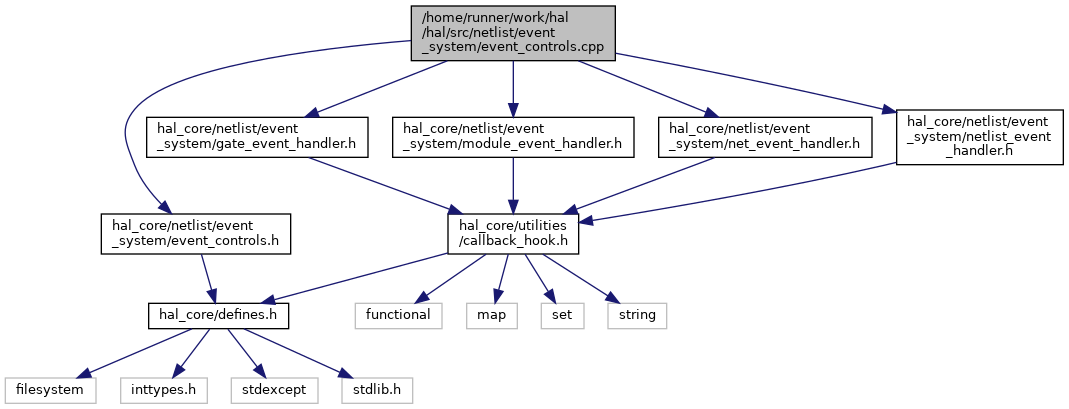 /home/runner/work/hal
/hal/src/netlist/event
_system/event_controls.cpp
hal_core/netlist/event
_system/gate_event_handler.h
hal_core/netlist/event
_system/module_event_handler.h
hal_core/netlist/event
_system/net_event_handler.h
hal_core/netlist/event
_system/netlist_event
_handler.h
hal_core/netlist/event
_system/event_controls.h
hal_core/utilities
/callback_hook.h
hal_core/defines.h
functional
map
set
string
filesystem
inttypes.h
stdexcept
stdlib.h